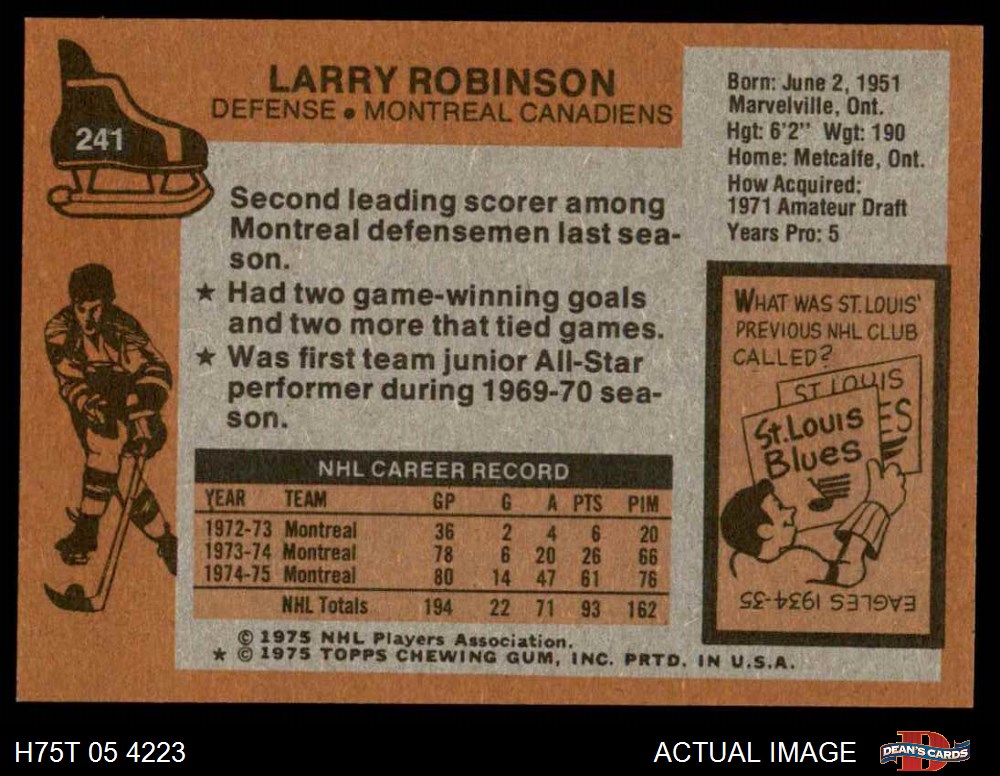 241
LARRY ROBINSON
DEFENSE • MONTREAL CANADIENS
Born: June 2, 1951
Marvelville, Ont.
Hgt: 6'2" Wgt: 190
Home: Metcalfe, Ont.
How Acquired:
1971 Amateur Draft
Years Pro: 5
Second leading scorer among
Montreal defensemen last sea-
son.
★ Had two game-winning goals
and two more that tied games.
★ Was first team junior All-Star
performer during 1969-70 sea-
son.
WHAT WAS ST. LOUIS'
PREVIOUS NHL CLUB
CALLED?
ST LOUIS
ES
St. Louis
Blues
EAGLES 1934-35
NHL CAREER RECORD
YEAR TEAM GP G A PTS PIM
1972-73 Montreal 36 2 4 6 20
1973-74 Montreal 78 6 20 26 66
1974-75 Montreal 80 14 47 61 76
NHL Totals 194 22 71 93 162
© 1975 NHL Players Association.
★ © 1975 TOPPS CHEWING GUM, INC. PRTD. IN U.S.A.
H75T 05 4223
ACTUAL IMAGE
D
DEAN'S CARDS